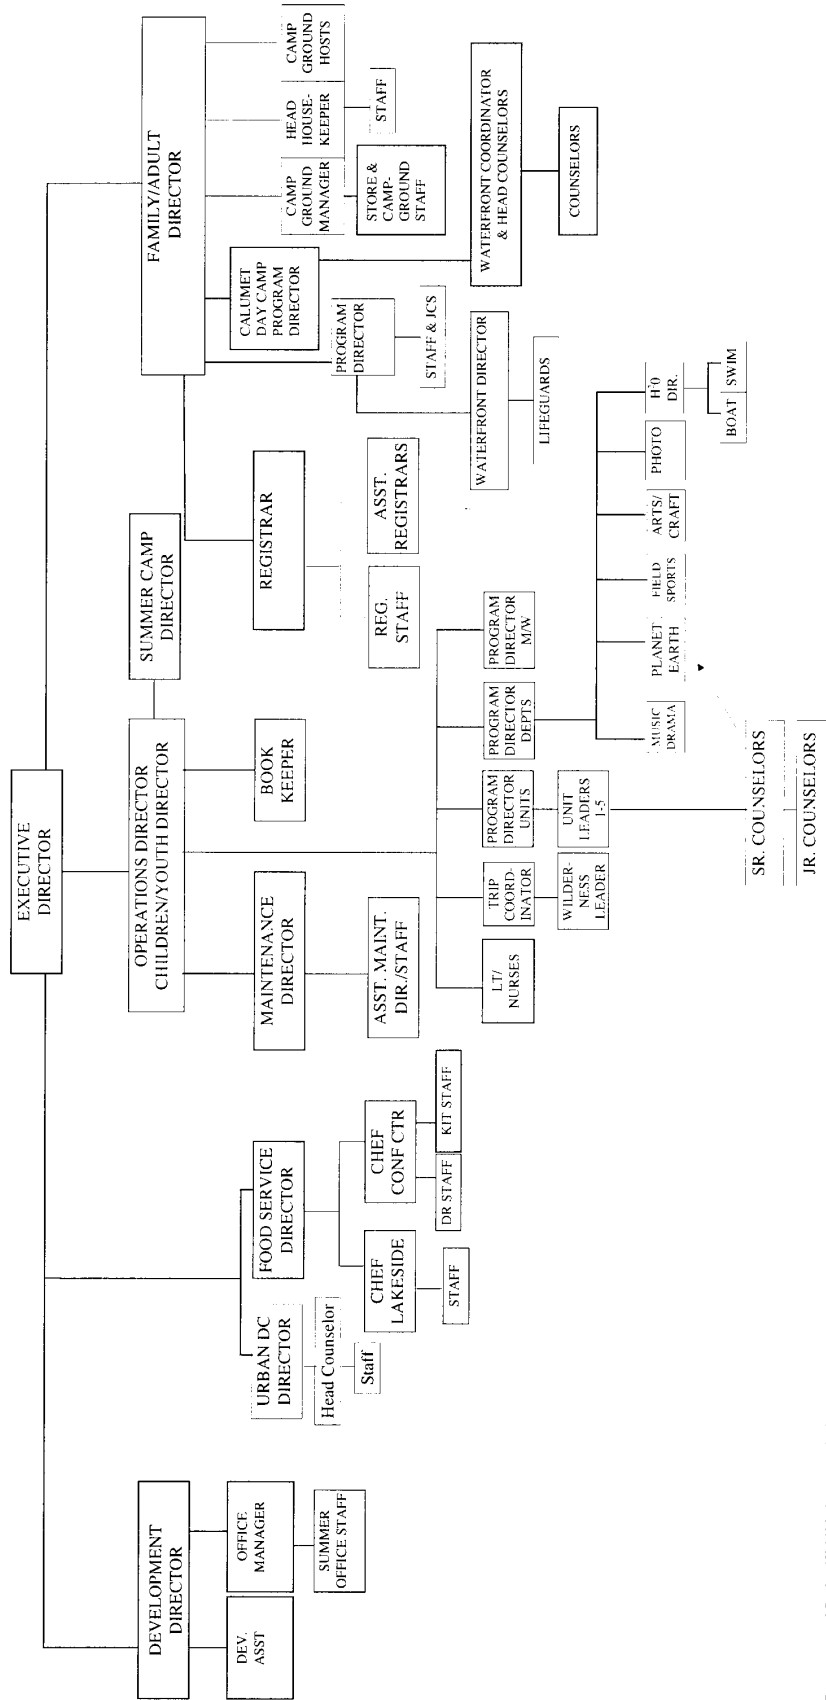 EXECUTIVE
DIRECTOR
DEVELOPMENT
DIRECTOR
DEV.
ASST
OFFICE
MANAGER
SUMMER
OFFICE STAFF
URBAN DC
DIRECTOR
Head Counselor
Staff
FOOD SERVICE
DIRECTOR
CHEF
LAKESIDE
STAFF
CHEF
CONF CTR
DR STAFF
KIT STAFF
OPERATIONS DIRECTOR
CHILDREN/YOUTH DIRECTOR
SUMMER CAMP
DIRECTOR
MAINTENANCE
DIRECTOR
ASST. MAINT.
DIR./STAFF
BOOK
KEEPER
LT/
NURSES
TRIP
COORD-
INATOR
WILDER-
NESS
LEADER
PROGRAM
DIRECTOR
UNITS
UNIT
LEADERS
1-5
SR. COUNSELORS
JR. COUNSELORS
PROGRAM
DIRECTOR
DEPTS
PROGRAM
DIRECTOR
M/W
MUSIC
DRAMA
PLANET
EARTH
FIELD
SPORTS
ARTS/
CRAFT
PHOTO
DIR.
BOAT
SWIM
FAMILY/ADULT
DIRECTOR
REGISTRAR
REG.
STAFF
ASST.
REGISTRARS
PROGRAM
DIRECTOR
STAFF & JCS
WATERFRONT DIRECTOR
LIFEGUARDS
CALUMET
DAY CAMP
PROGRAM
DIRECTOR
WATERFRONT COORDINATOR
& HEAD COUNSELORS
COUNSELORS
CAMP
GROUND
MANAGER
STORE &
CAMP-
GROUND
STAFF
HEAD
HOUSE-
KEEPER
STAFF
CAMP
GROUND
HOSTS